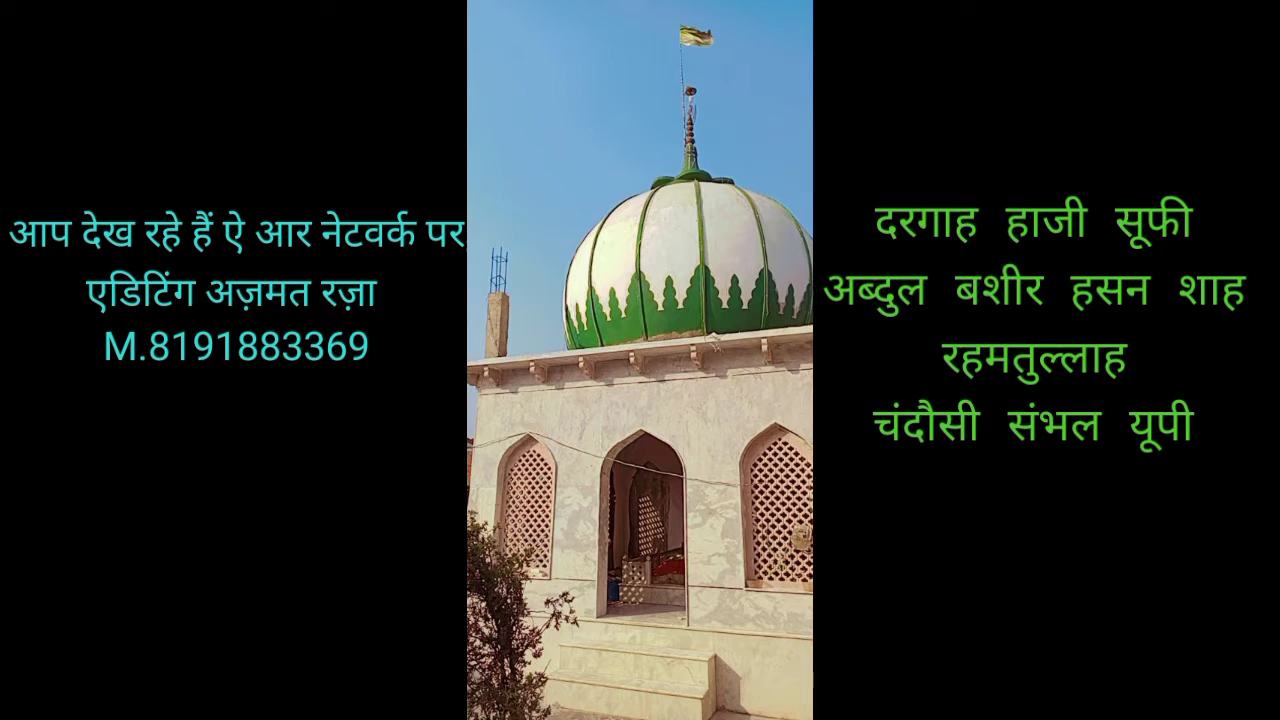 आप देख रहे हैं ऐ आर नेटवर्क पर
एडिटिंग अज़मत रज़ा
M.8191883369
दरगाह हाजी सूफी
अब्दुल बशीर हसन शाह
रहमतुल्लाह
चंदौसी संभल यूपी